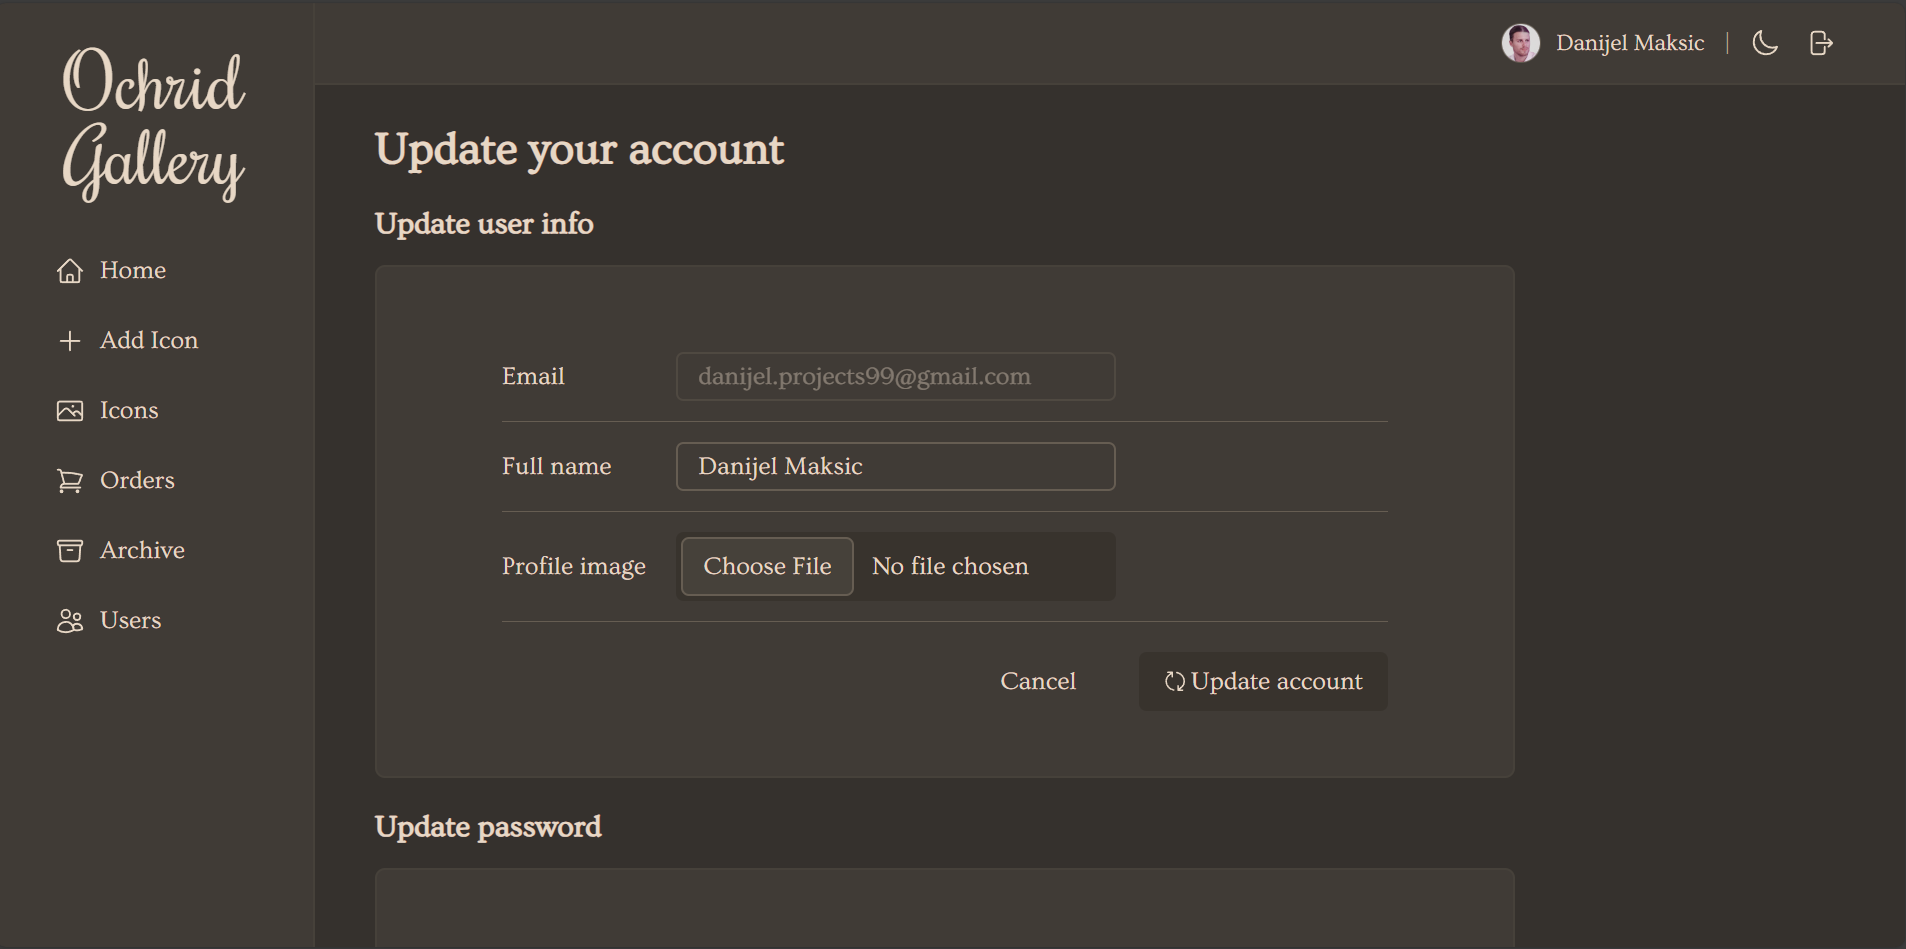 Ochrid
Gallery
Home
Add Icon
Icons
Orders
Archive
Users
Danijel Maksic
Update your account
Update user info
Email
danijel.projects99@gmail.com
Full name
Danijel Maksic
Profile image
Choose File No file chosen
Cancel
Update account
Update password